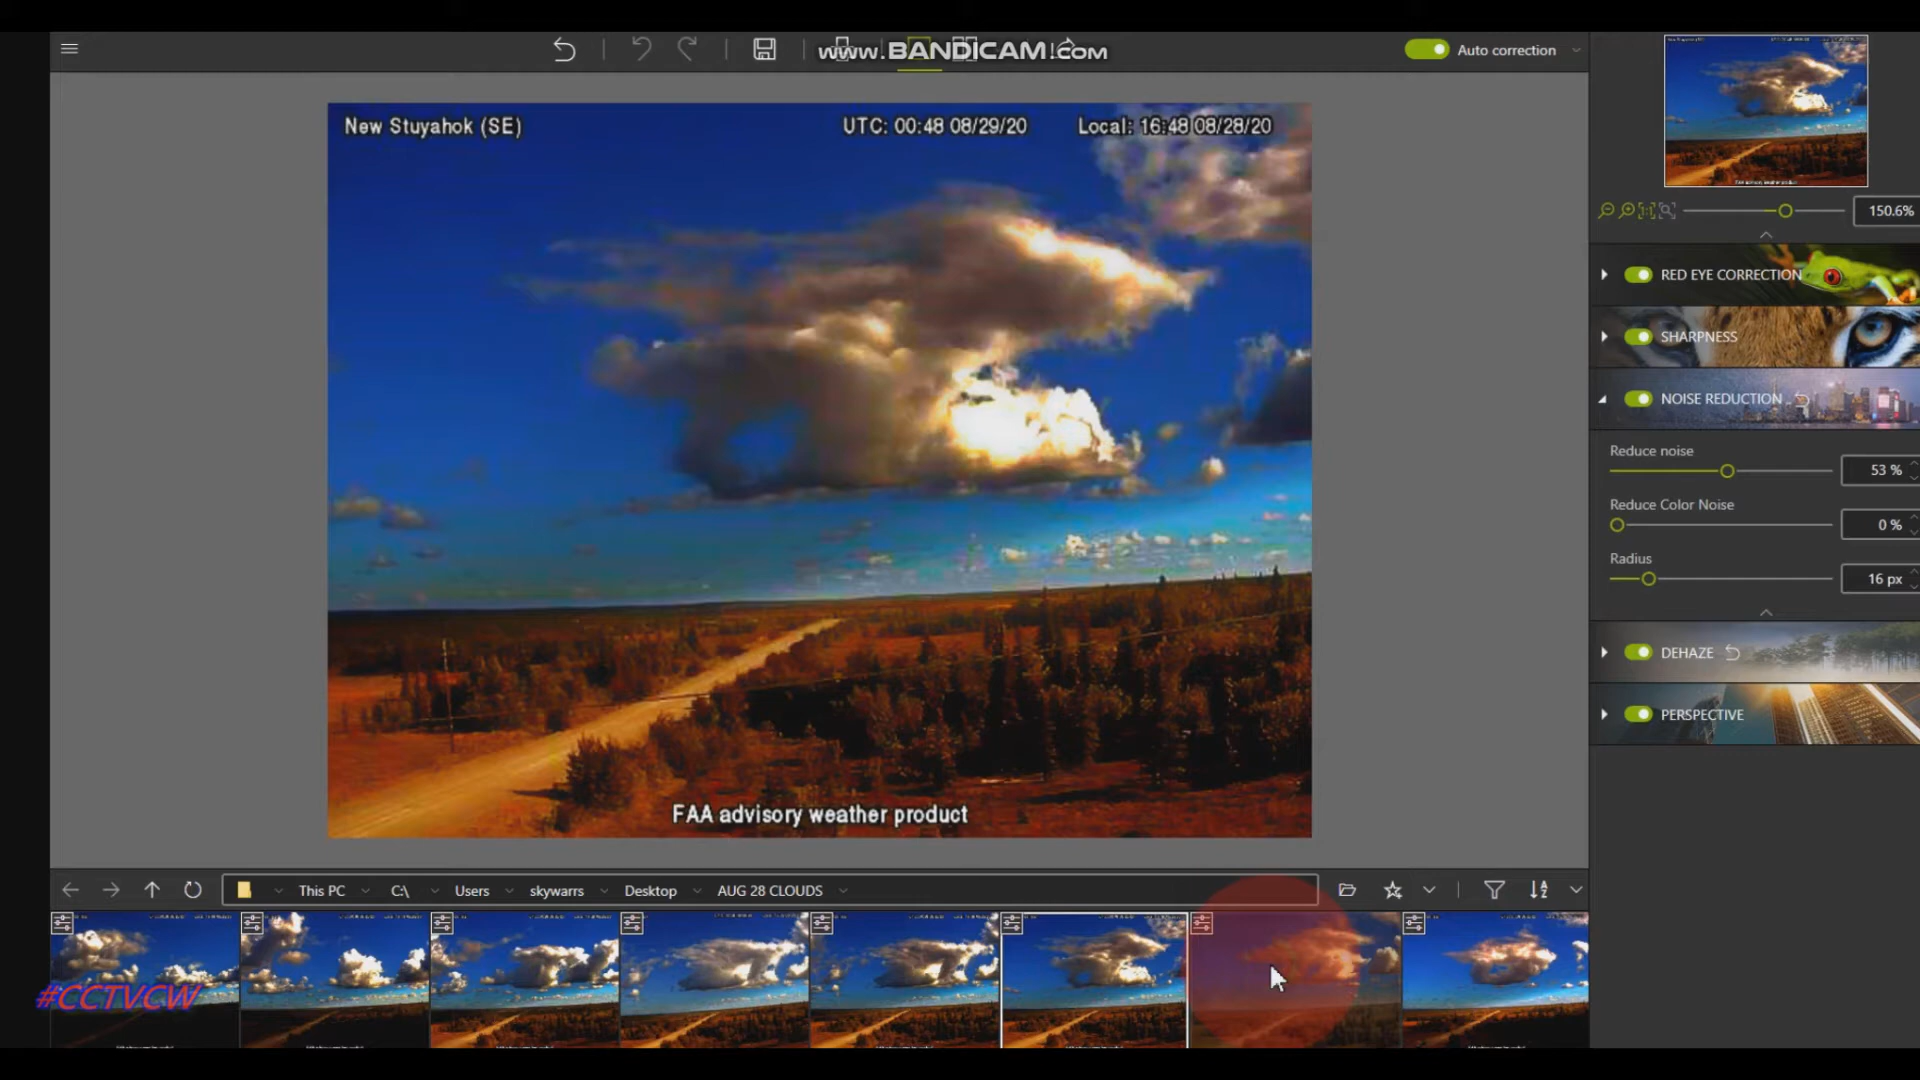 www.BANDICAM.com
Auto correction
New Stuyahok (SE)
UTC: 00:48 08/29/20
Local: 16:48 08/28/20
150.6%
RED EYE CORRECTION
SHARPNESS
NOISE REDUCTION
Reduce noise
53 %
Reduce Color Noise
0 %
Radius
16 px
DEHAZE
PERSPECTIVE
FAA advisory weather product
This PC C:\ Users skywarrs Desktop AUG 28 CLOUDS
#CCTVCW